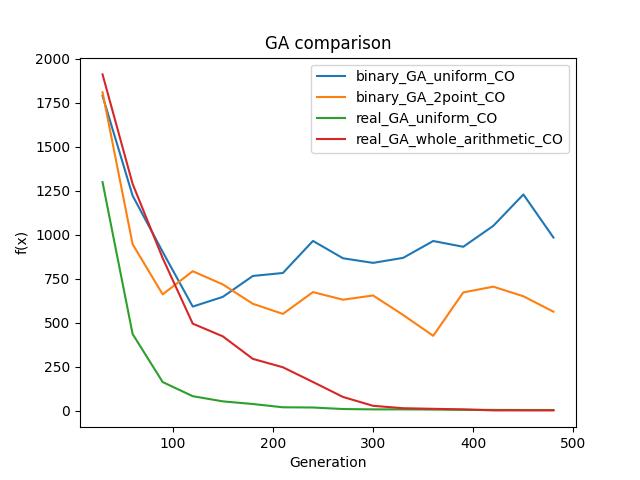 GA comparison
binary_GA_uniform_CO
binary_GA_2point_CO
real_GA_uniform_CO
real_GA_whole_arithmetic_CO
2000
1750
1500
1250
1000
750
500
250
0
f(x)
100 200 300 400 500
Generation